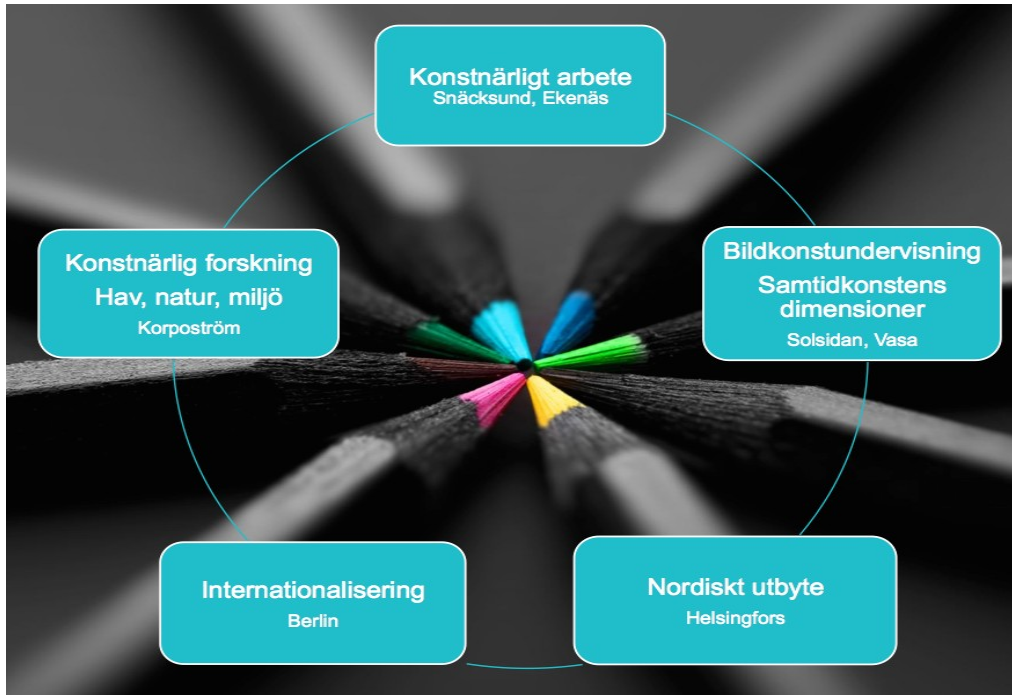 Konstnärligt arbete
Snäcksund, Ekenäs
Bildkonstundervisning
Samtidkonstens
dimensioner
Solsidan, Vasa
Nordiskt utbyte
Helsingfors
Internationalisering
Berlin
Konstnärlig forskning
Hav, natur, miljö
Korpoström